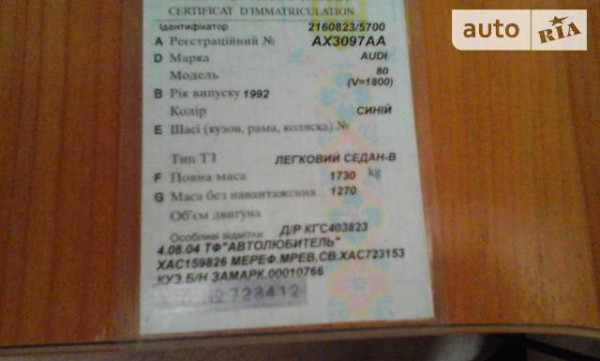 CERTIFICAT D'IMMATRICULATION
Ідентифікатор 2160823/5700
A Реєстраційний № AX3097AA
D Марка AUDI
Модель 80
(V=1800)
B Рік випуску 1992
Колір СИНІЙ
E Шасі (кузов, рама, коляска) №
Тип ТЗ ЛЕГКОВИЙ СЕДАН-В
F Повна маса 1730 kg
G Маса без навантаження 1270
Об'єм двигуна
Особливі відмітки Д/Р КГС403823
4.08.04 ТФ"АВТОЛЮБИТЕЛЬ"
ХАС159826 МЕРЕФ.МРЕВ,СВ.ХАС723153
КУЗ.Б/Н ЗАМАРК.00010766
№ 723412
auto RIA